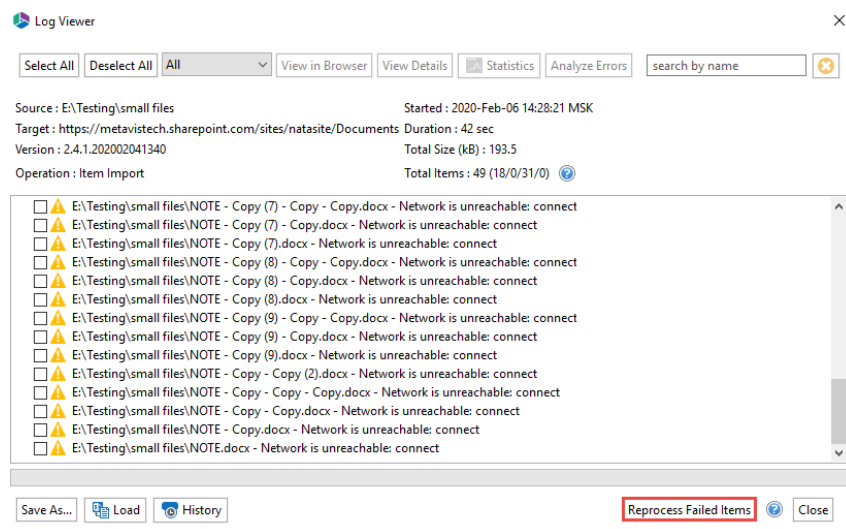 Log Viewer
Select All Deselect All All View in Browser View Details Statistics Analyze Errors search by name
Source : E:\Testing\small files Started : 2020-Feb-06 14:28:21 MSK
Target : https://metavistech.sharepoint.com/sites/natasite/Documents Duration : 42 sec
Version : 2.4.1.202002041340 Total Size (kB) : 193.5
Operation : Item Import Total Items : 49 (18/0/31/0)
E:\Testing\small files\NOTE - Copy (7) - Copy - Copy.docx - Network is unreachable: connect
E:\Testing\small files\NOTE - Copy (7) - Copy.docx - Network is unreachable: connect
E:\Testing\small files\NOTE - Copy (7).docx - Network is unreachable: connect
E:\Testing\small files\NOTE - Copy (8) - Copy - Copy.docx - Network is unreachable: connect
E:\Testing\small files\NOTE - Copy (8) - Copy.docx - Network is unreachable: connect
E:\Testing\small files\NOTE - Copy (8).docx - Network is unreachable: connect
E:\Testing\small files\NOTE - Copy (9) - Copy - Copy.docx - Network is unreachable: connect
E:\Testing\small files\NOTE - Copy (9) - Copy.docx - Network is unreachable: connect
E:\Testing\small files\NOTE - Copy (9).docx - Network is unreachable: connect
E:\Testing\small files\NOTE - Copy - Copy (2).docx - Network is unreachable: connect
E:\Testing\small files\NOTE - Copy - Copy - Copy.docx - Network is unreachable: connect
E:\Testing\small files\NOTE - Copy - Copy.docx - Network is unreachable: connect
E:\Testing\small files\NOTE - Copy.docx - Network is unreachable: connect
E:\Testing\small files\NOTE.docx - Network is unreachable: connect
Save As... Load History Reprocess Failed Items Close